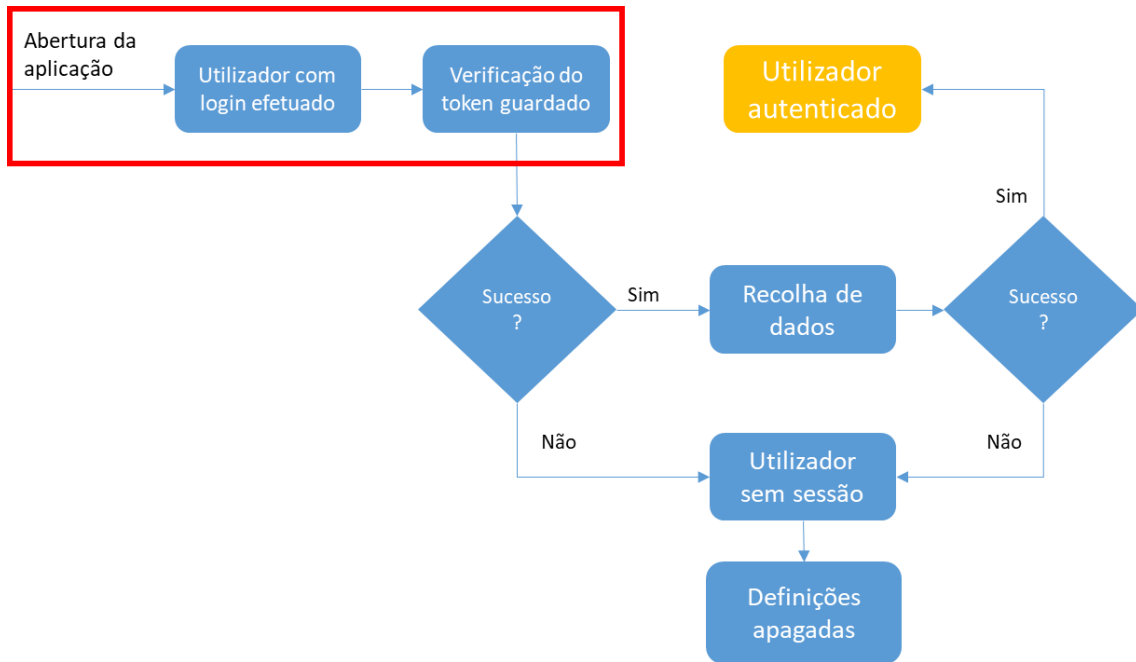 Abertura da
aplicação
Utilizador com
login efetuado
Verificação do
token guardado
Utilizador
autenticado
Sim
Sucesso
?
Sim
Recolha de
dados
Sucesso
?
Não
Utilizador
sem sessão
Não
Definições
apagadas